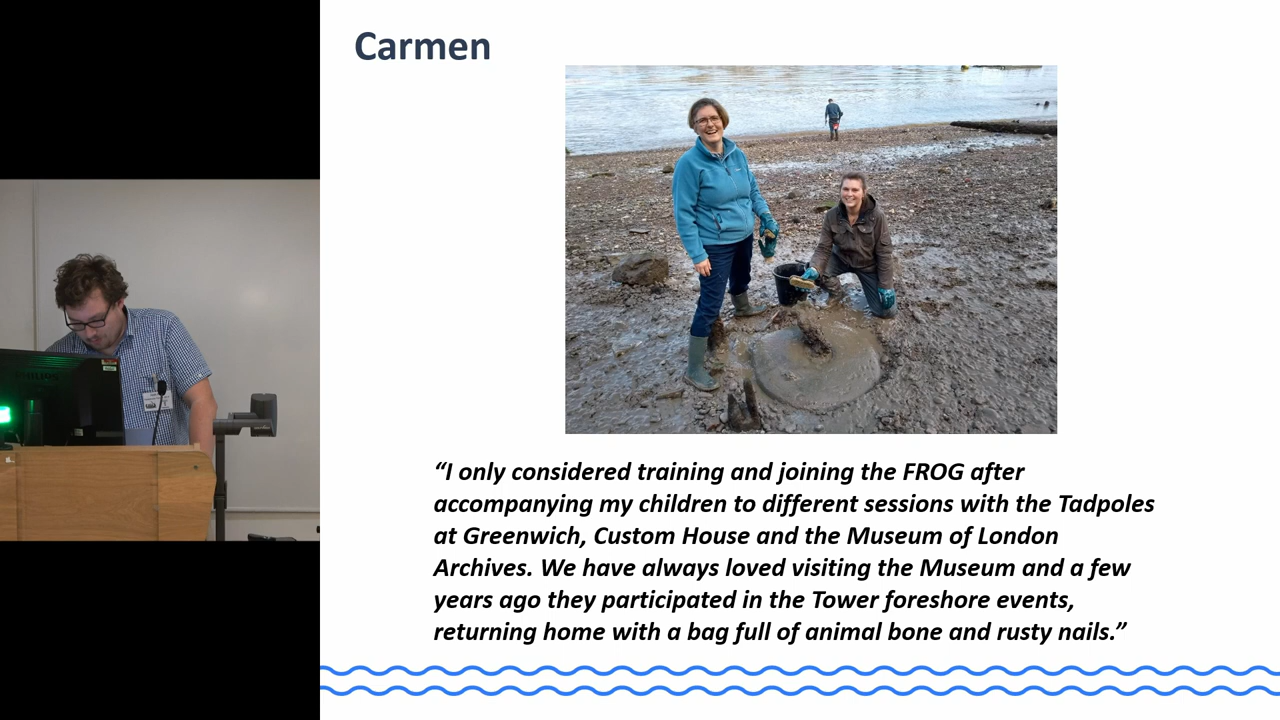 Carmen
“I only considered training and joining the FROG after
accompanying my children to different sessions with the Tadpoles
at Greenwich, Custom House and the Museum of London
Archives. We have always loved visiting the Museum and a few
years ago they participated in the Tower foreshore events,
returning home with a bag full of animal bone and rusty nails.”